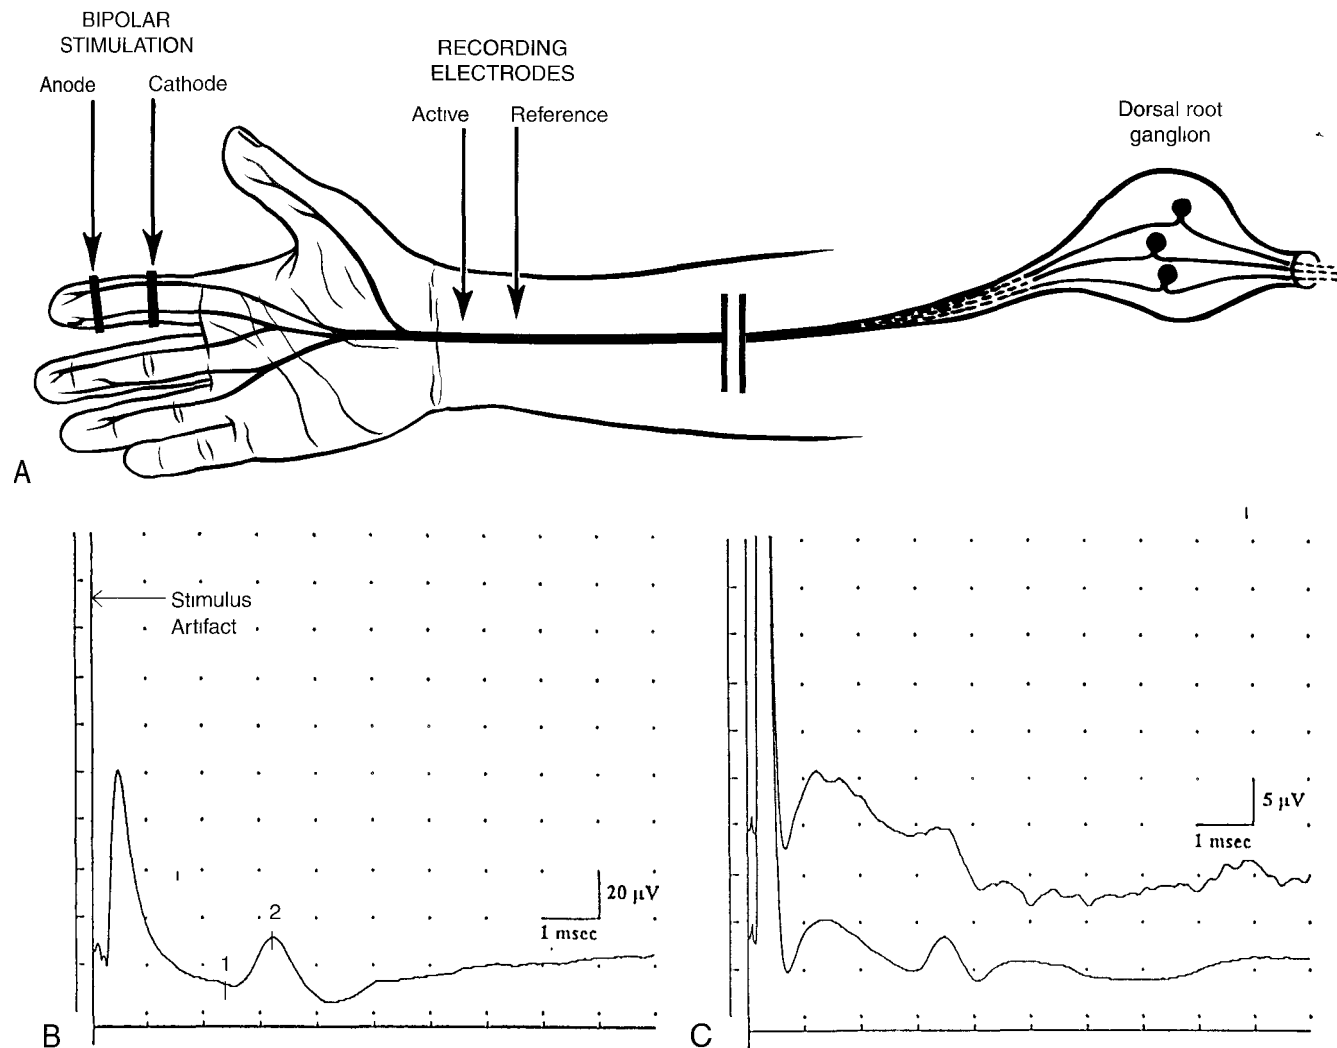 BIPOLAR
STIMULATION
Anode
Cathode
RECORDING
ELECTRODES
Active
Reference
Dorsal root
ganglion
A
Stimulus
Artifact
2
1
20 µV
1 msec
B
5 µV
1 msec
C